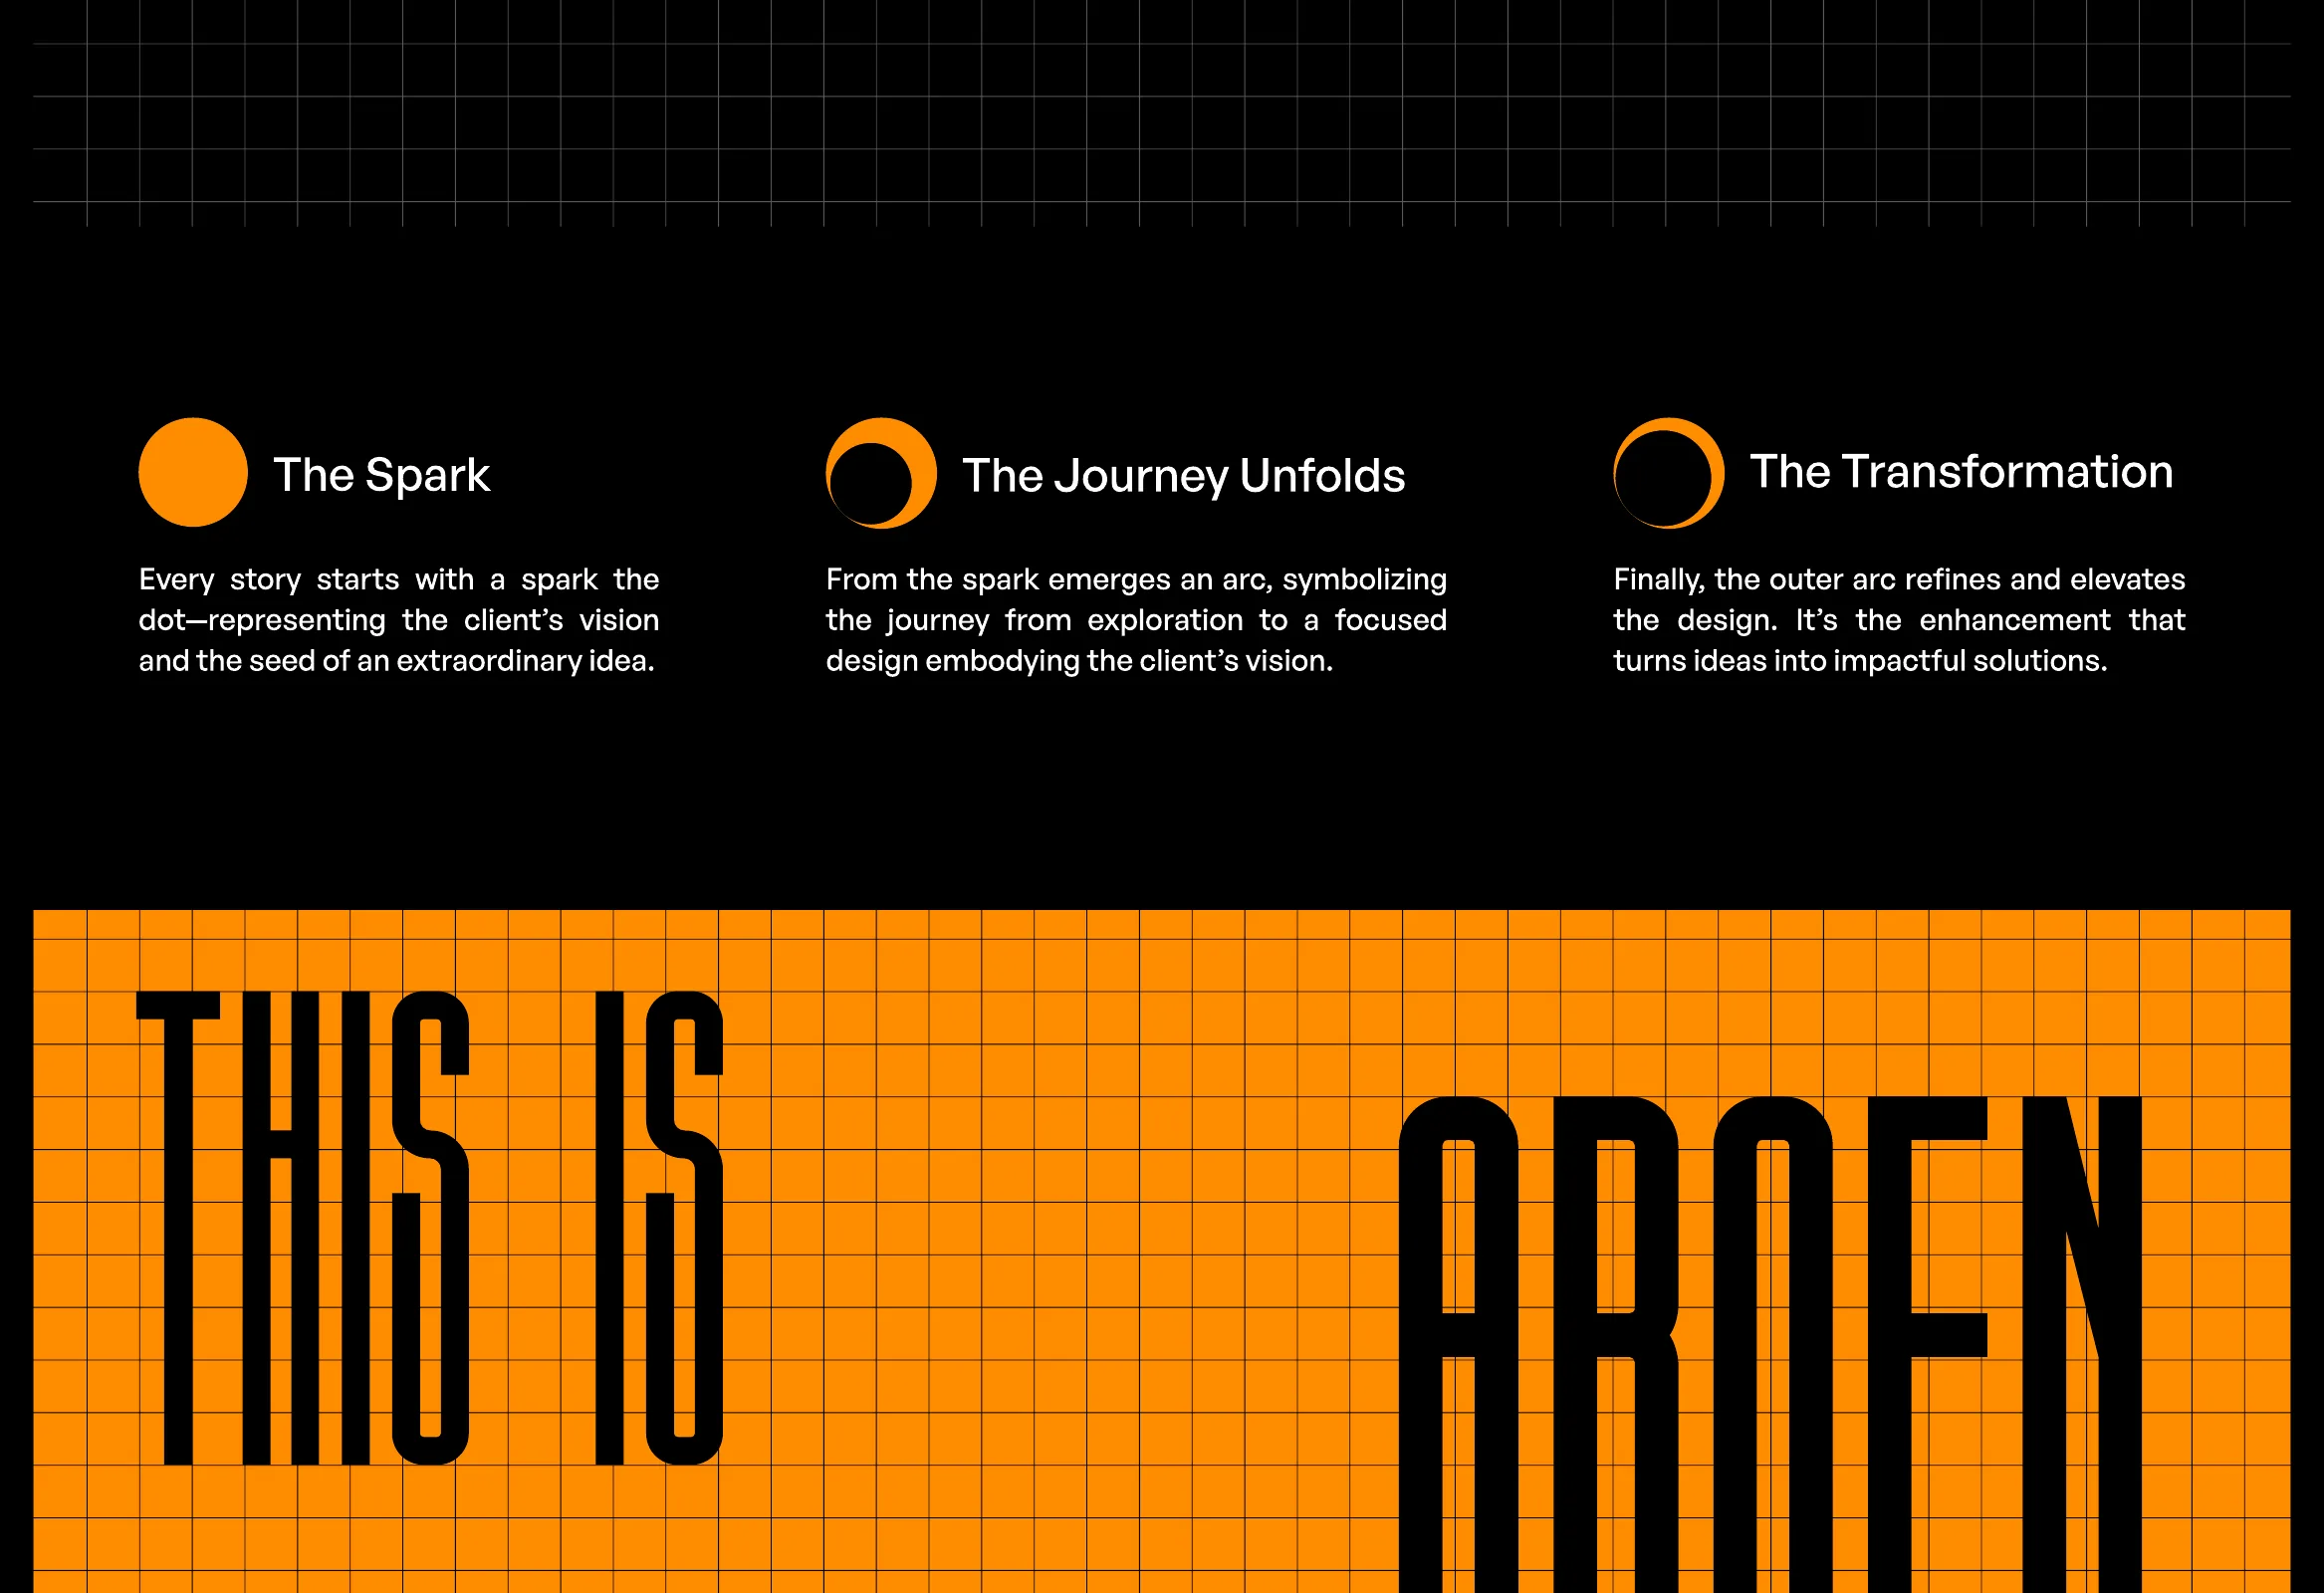 The Spark
Every story starts with a spark the
dot—representing the client’s vision
and the seed of an extraordinary idea.
The Journey Unfolds
From the spark emerges an arc, symbolizing
the journey from exploration to a focused
design embodying the client’s vision.
The Transformation
Finally, the outer arc refines and elevates
the design. It’s the enhancement that
turns ideas into impactful solutions.
THIS IS